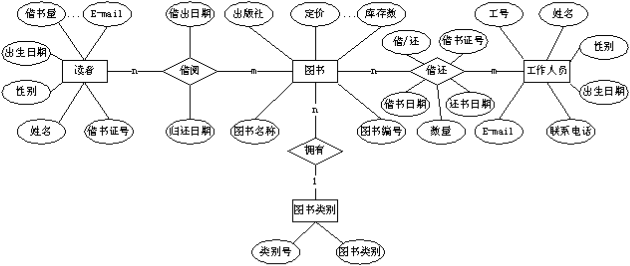 借书量 ... E-mail 借出日期 出版社 定价 ... 库存数 工号 姓名
借/还 借书证号
出生日期 性别
读者 n 借阅 m 图书 n 借还 m 工作人员
性别 借书日期 还书日期 出生日期
姓名 借书证号 归还日期 图书名称 n 图书编号 数量 E-mail 联系电话
拥有
1
图书类别
类别号 图书类别